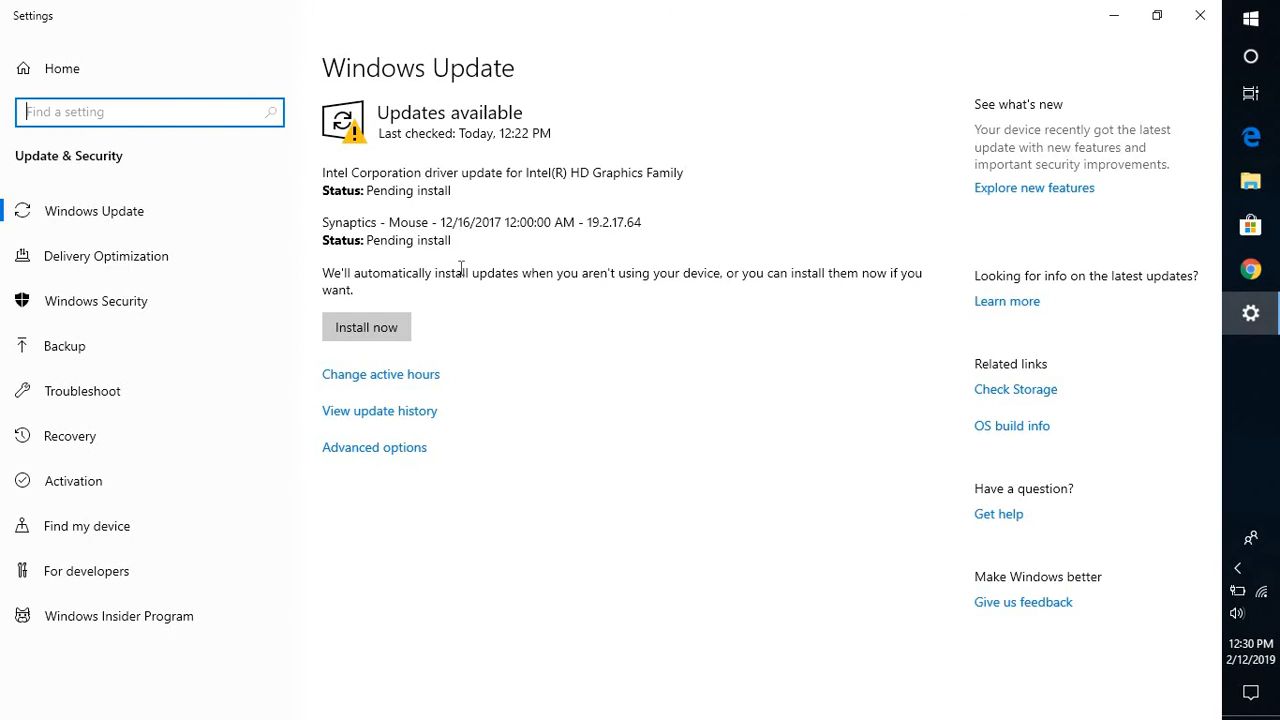 Settings
Home
Find a setting
Update & Security
Windows Update
Delivery Optimization
Windows Security
Backup
Troubleshoot
Recovery
Activation
Find my device
For developers
Windows Insider Program
Windows Update
Updates available
Last checked: Today, 12:22 PM
Intel Corporation driver update for Intel(R) HD Graphics Family
Status: Pending install
Synaptics - Mouse - 12/16/2017 12:00:00 AM - 19.2.17.64
Status: Pending install
We'll automatically install updates when you aren't using your device, or you can install them now if you
want.
Install now
Change active hours
View update history
Advanced options
See what's new
Your device recently got the latest
update with new features and
important security improvements.
Explore new features
Looking for info on the latest updates?
Learn more
Related links
Check Storage
OS build info
Have a question?
Get help
Make Windows better
Give us feedback
12:30 PM
2/12/2019